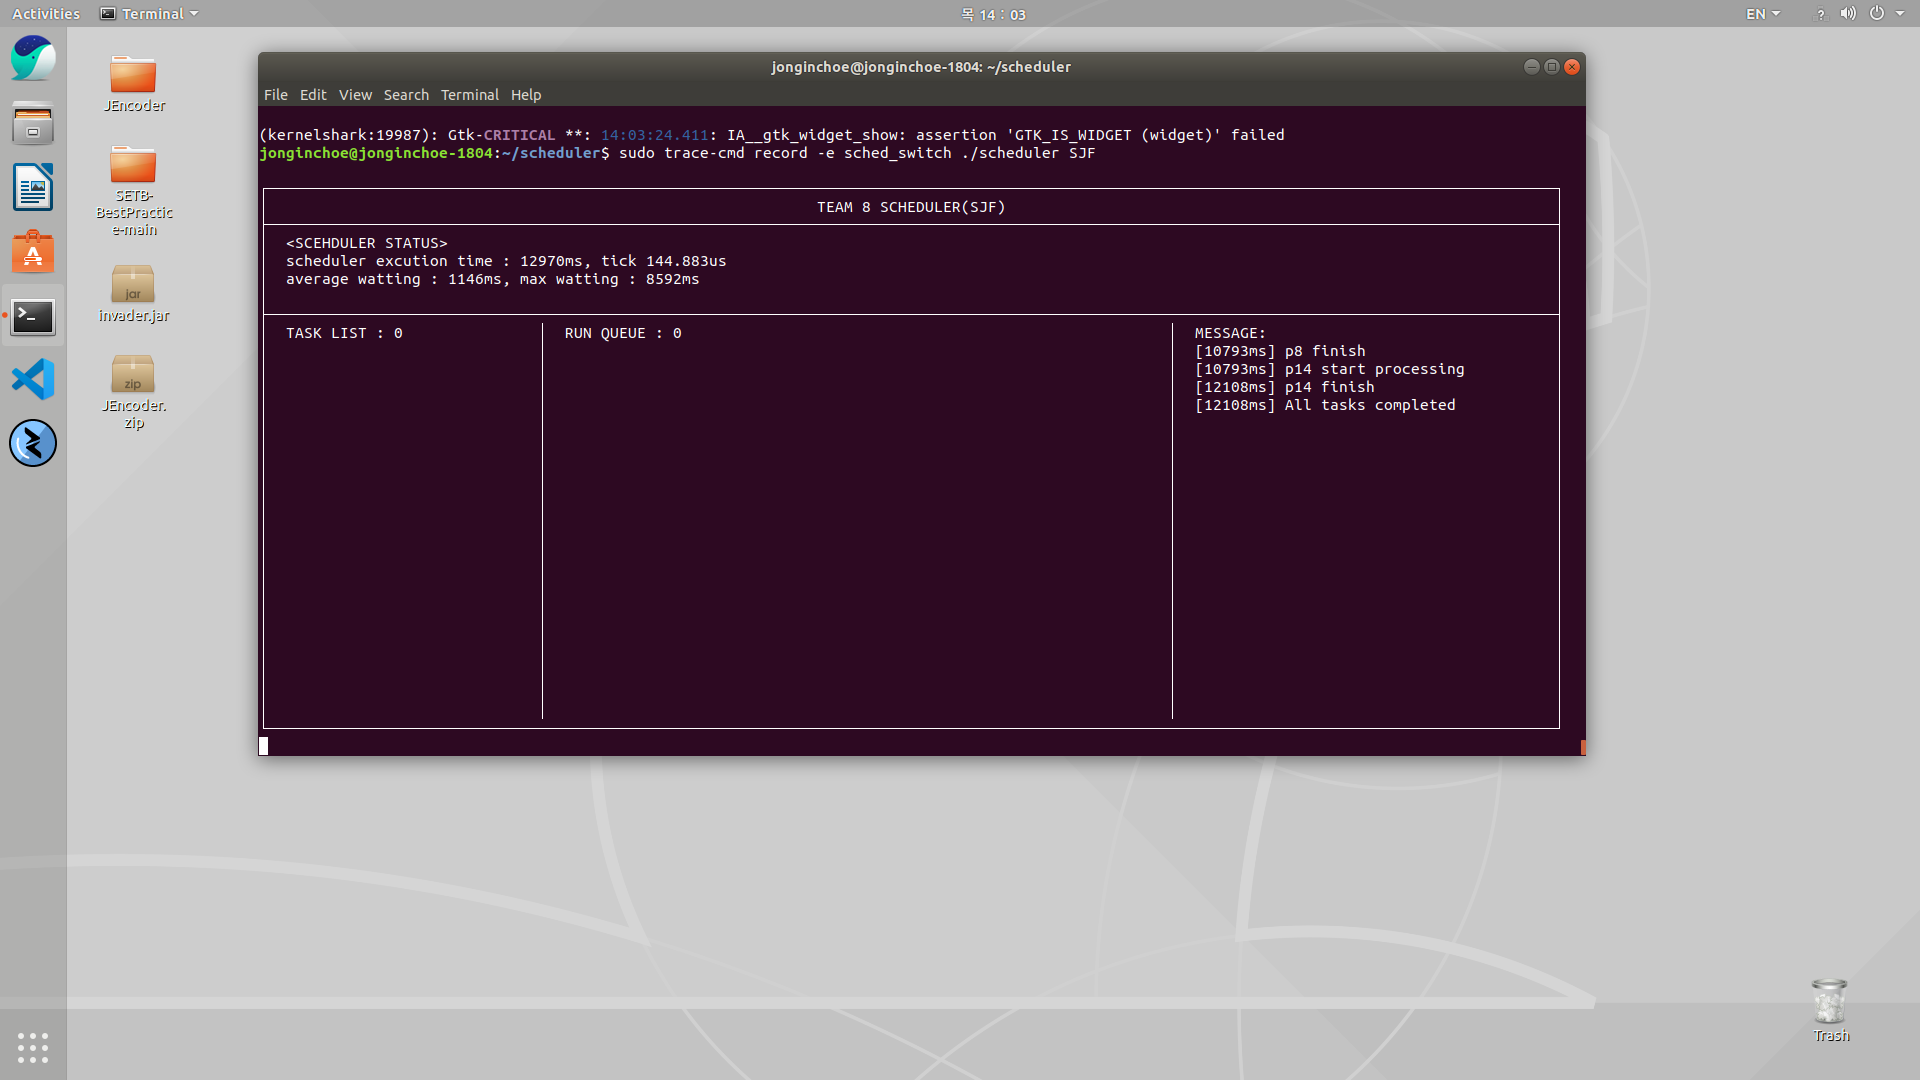 Activities
Terminal
목 14 : 03
EN
?
JEncoder
SETB-
BestPractic
e-main
jar
invader.jar
zip
JEncoder.
zip
jonginchoe@jonginchoe-1804: ~/scheduler
File Edit View Search Terminal Help
(kernelshark:19987): Gtk-CRITICAL **: 14:03:24.411: IA__gtk_widget_show: assertion 'GTK_IS_WIDGET (widget)' failed
jonginchoe@jonginchoe-1804:~/scheduler$ sudo trace-cmd record -e sched_switch ./scheduler SJF
TEAM 8 SCHEDULER(SJF)
<SCEHDULER STATUS>
scheduler excution time : 12970ms, tick 144.883us
average watting : 1146ms, max watting : 8592ms
TASK LIST : 0
RUN QUEUE : 0
MESSAGE:
[10793ms] p8 finish
[10793ms] p14 start processing
[12108ms] p14 finish
[12108ms] All tasks completed
Trash